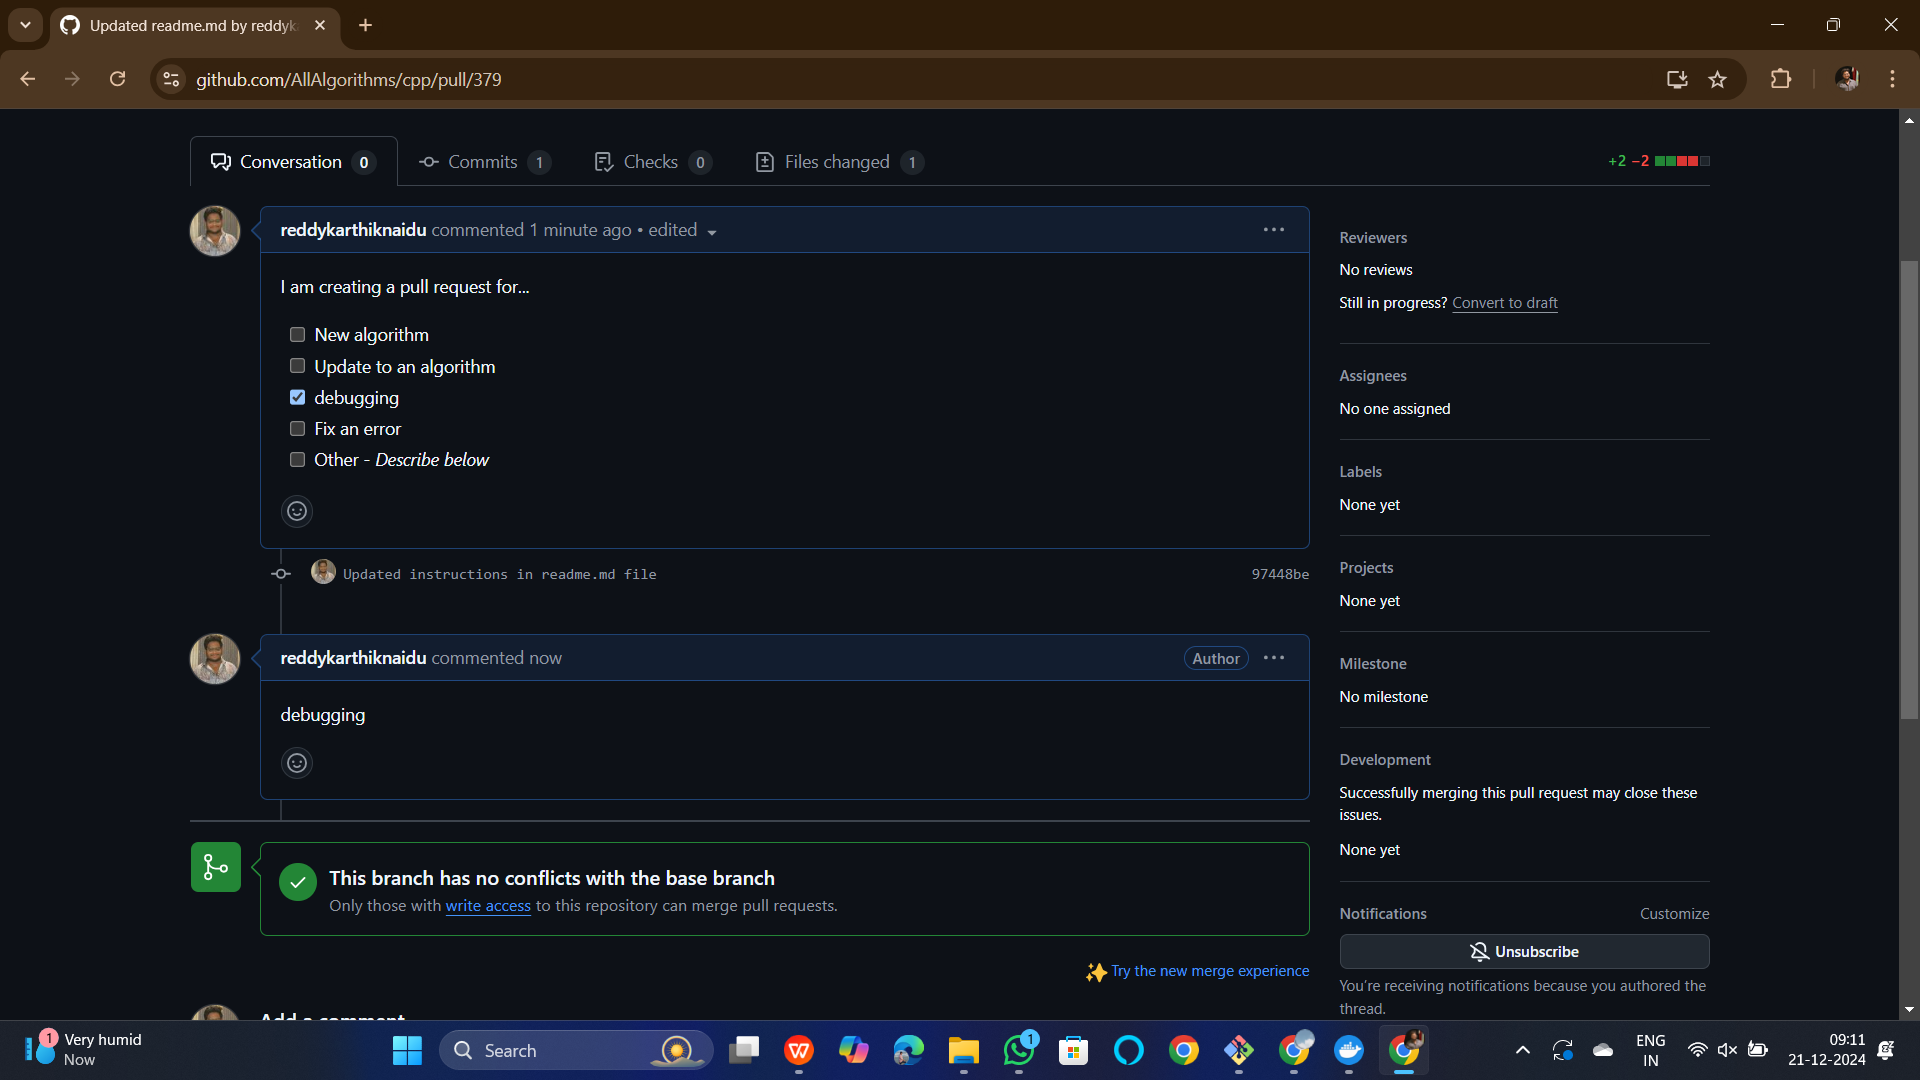 Updated readme.md by reddyk
github.com/AllAlgorithms/cpp/pull/379
Conversation 0
Commits 1
Checks 0
Files changed 1
+2 −2
reddykarthiknaidu commented 1 minute ago • edited
I am creating a pull request for...
New algorithm
Update to an algorithm
debugging
Fix an error
Other - Describe below
Updated instructions in readme.md file 97448be
reddykarthiknaidu commented now Author
debugging
This branch has no conflicts with the base branch
Only those with write access to this repository can merge pull requests.
Try the new merge experience
Add a comment
Reviewers
No reviews
Still in progress? Convert to draft
Assignees
No one assigned
Labels
None yet
Projects
None yet
Milestone
No milestone
Development
Successfully merging this pull request may close these
issues.
None yet
Notifications Customize
Unsubscribe
You're receiving notifications because you authored the
thread.
1
Very humid
Now
Search
1
ENG
IN
09:11
21-12-2024